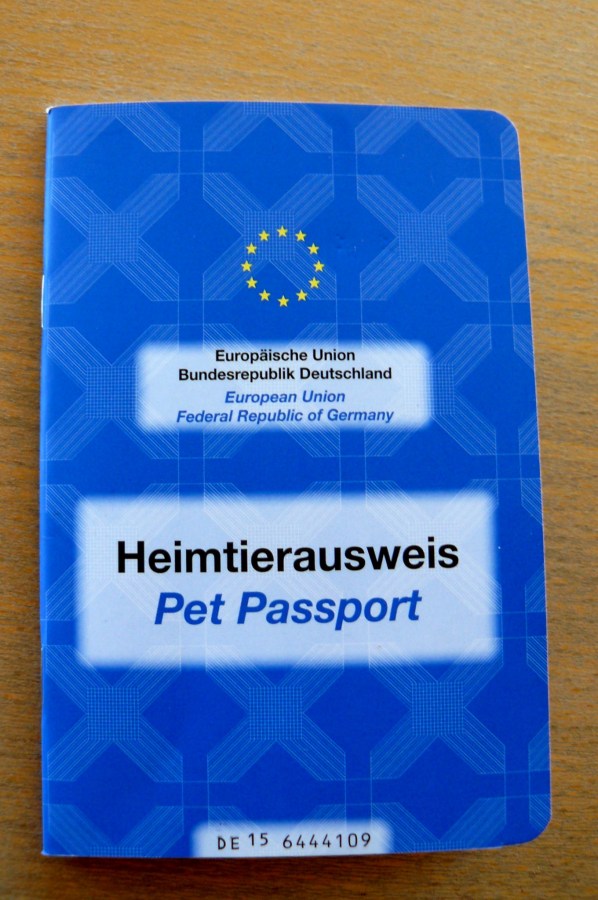 Europäische Union
Bundesrepublik Deutschland
European Union
Federal Republic of Germany
Heimtierausweis
Pet Passport
DE 15 6444109